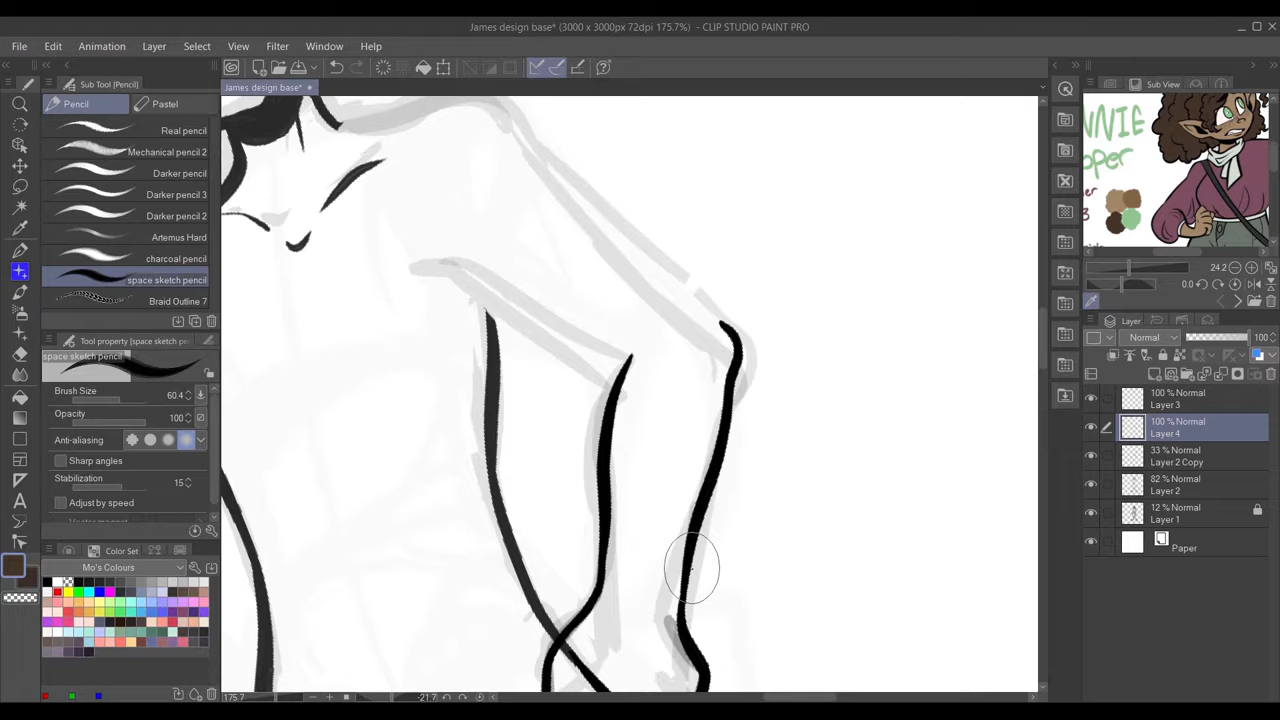 James design base* (3000 x 3000px 72dpi 175.7%) - CLIP STUDIO PAINT PRO
File Edit Animation Layer Select View Filter Window Help
Sub Tool [Pencil]
James design base*
Sub View
Pencil
Pastel
Real pencil
Mechanical pencil 2
Darker pencil
Darker pencil 3
Darker pencil 2
Artemus Hard
charcoal pencil
space sketch pencil
Braid Outline 7
NNIE
oper
24.2
0.0
Tool property [space sketch pe
space sketch pencil
Brush Size 60.4
Opacity 100
Anti-aliasing
Sharp angles
Stabilization 15
Adjust by speed
Color Set
Mo's Colours
Layer
Normal 100
100 % Normal
Layer 3
100 % Normal
Layer 4
33 % Normal
Layer 2 Copy
82 % Normal
Layer 2
12 % Normal
Layer 1
Paper
175.7
-21.7